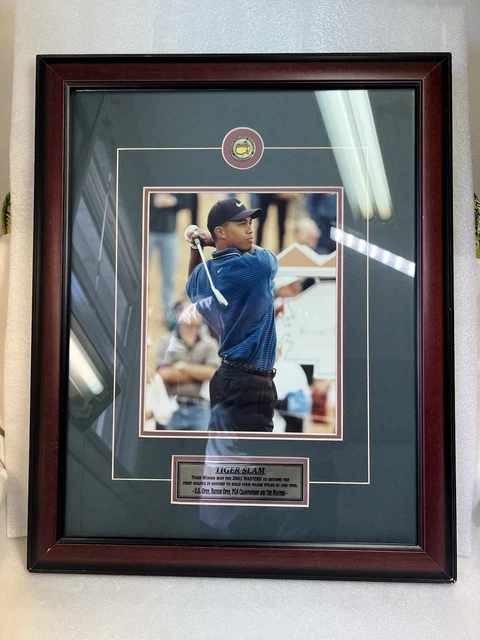 TIGER SLAM
TIGER WOODS WON THE 2001 MASTERS TO BECOME THE
FIRST GOLFER IN HISTORY TO HOLD FOUR MAJOR TITLES AT ONE TIME.
- U.S. OPEN, BRITISH OPEN, PGA CHAMPIONSHIP AND THE MASTERS -